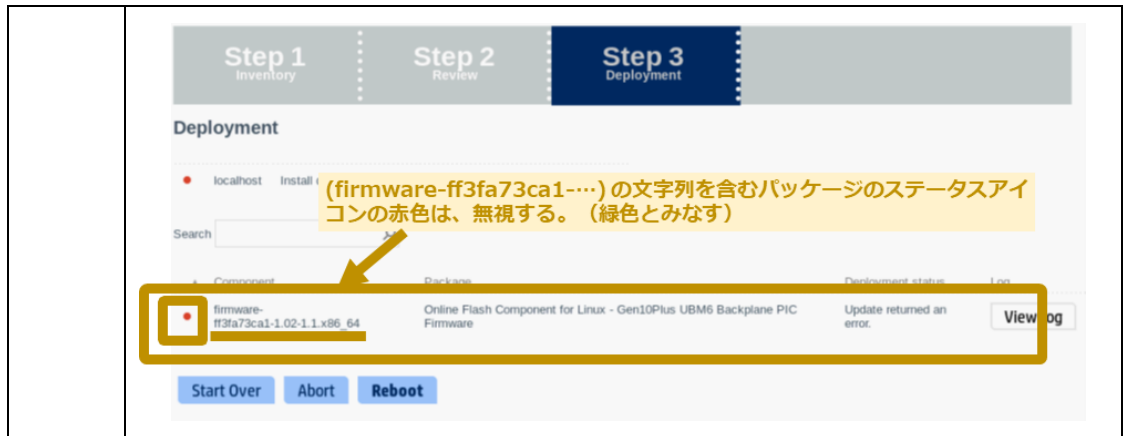 Step 1
Inventory
Step 2
Review
Step 3
Deployment
Deployment
localhost Install
(firmware-ff3fa73ca1-…) の文字列を含むパッケージのステータスアイ
コンの赤色は、無視する。（緑色とみなす）
Search
Component Package Deployment status Log
firmware-
ff3fa73ca1-1.02-1.1.x86_64
Online Flash Component for Linux - Gen10Plus UBM6 Backplane PIC
Firmware
Update returned an
error.
View Log
Start Over Abort Reboot